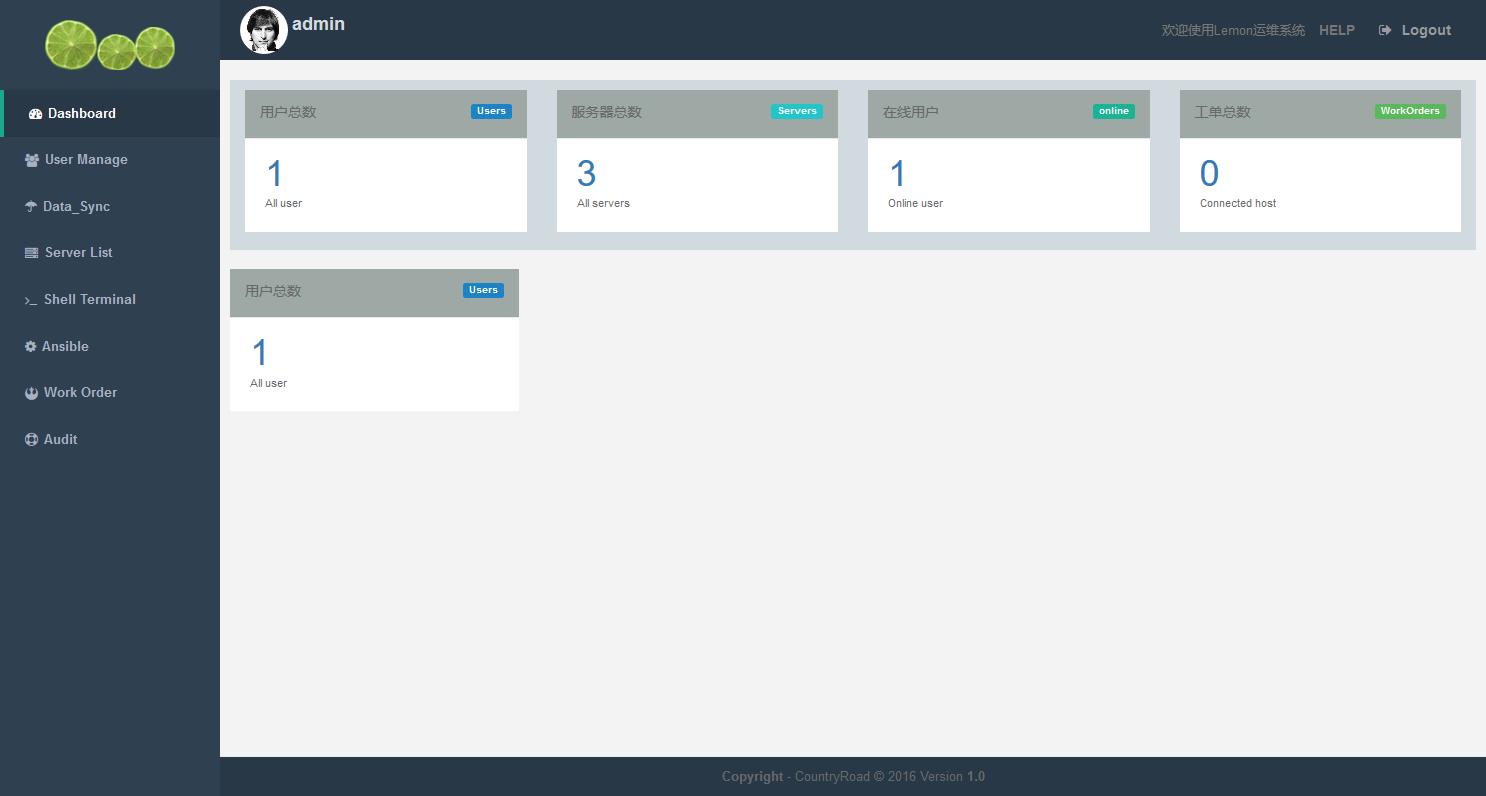 admin
欢迎使用Lemon运维系统 HELP Logout
Dashboard
User Manage
Data_Sync
Server List
Shell Terminal
Ansible
Work Order
Audit
用户总数 Users
1
All user
服务器总数 Servers
3
All servers
在线用户 online
1
Online user
工单总数 WorkOrders
0
Connected host
用户总数 Users
1
All user
Copyright - CountryRoad © 2016 Version 1.0